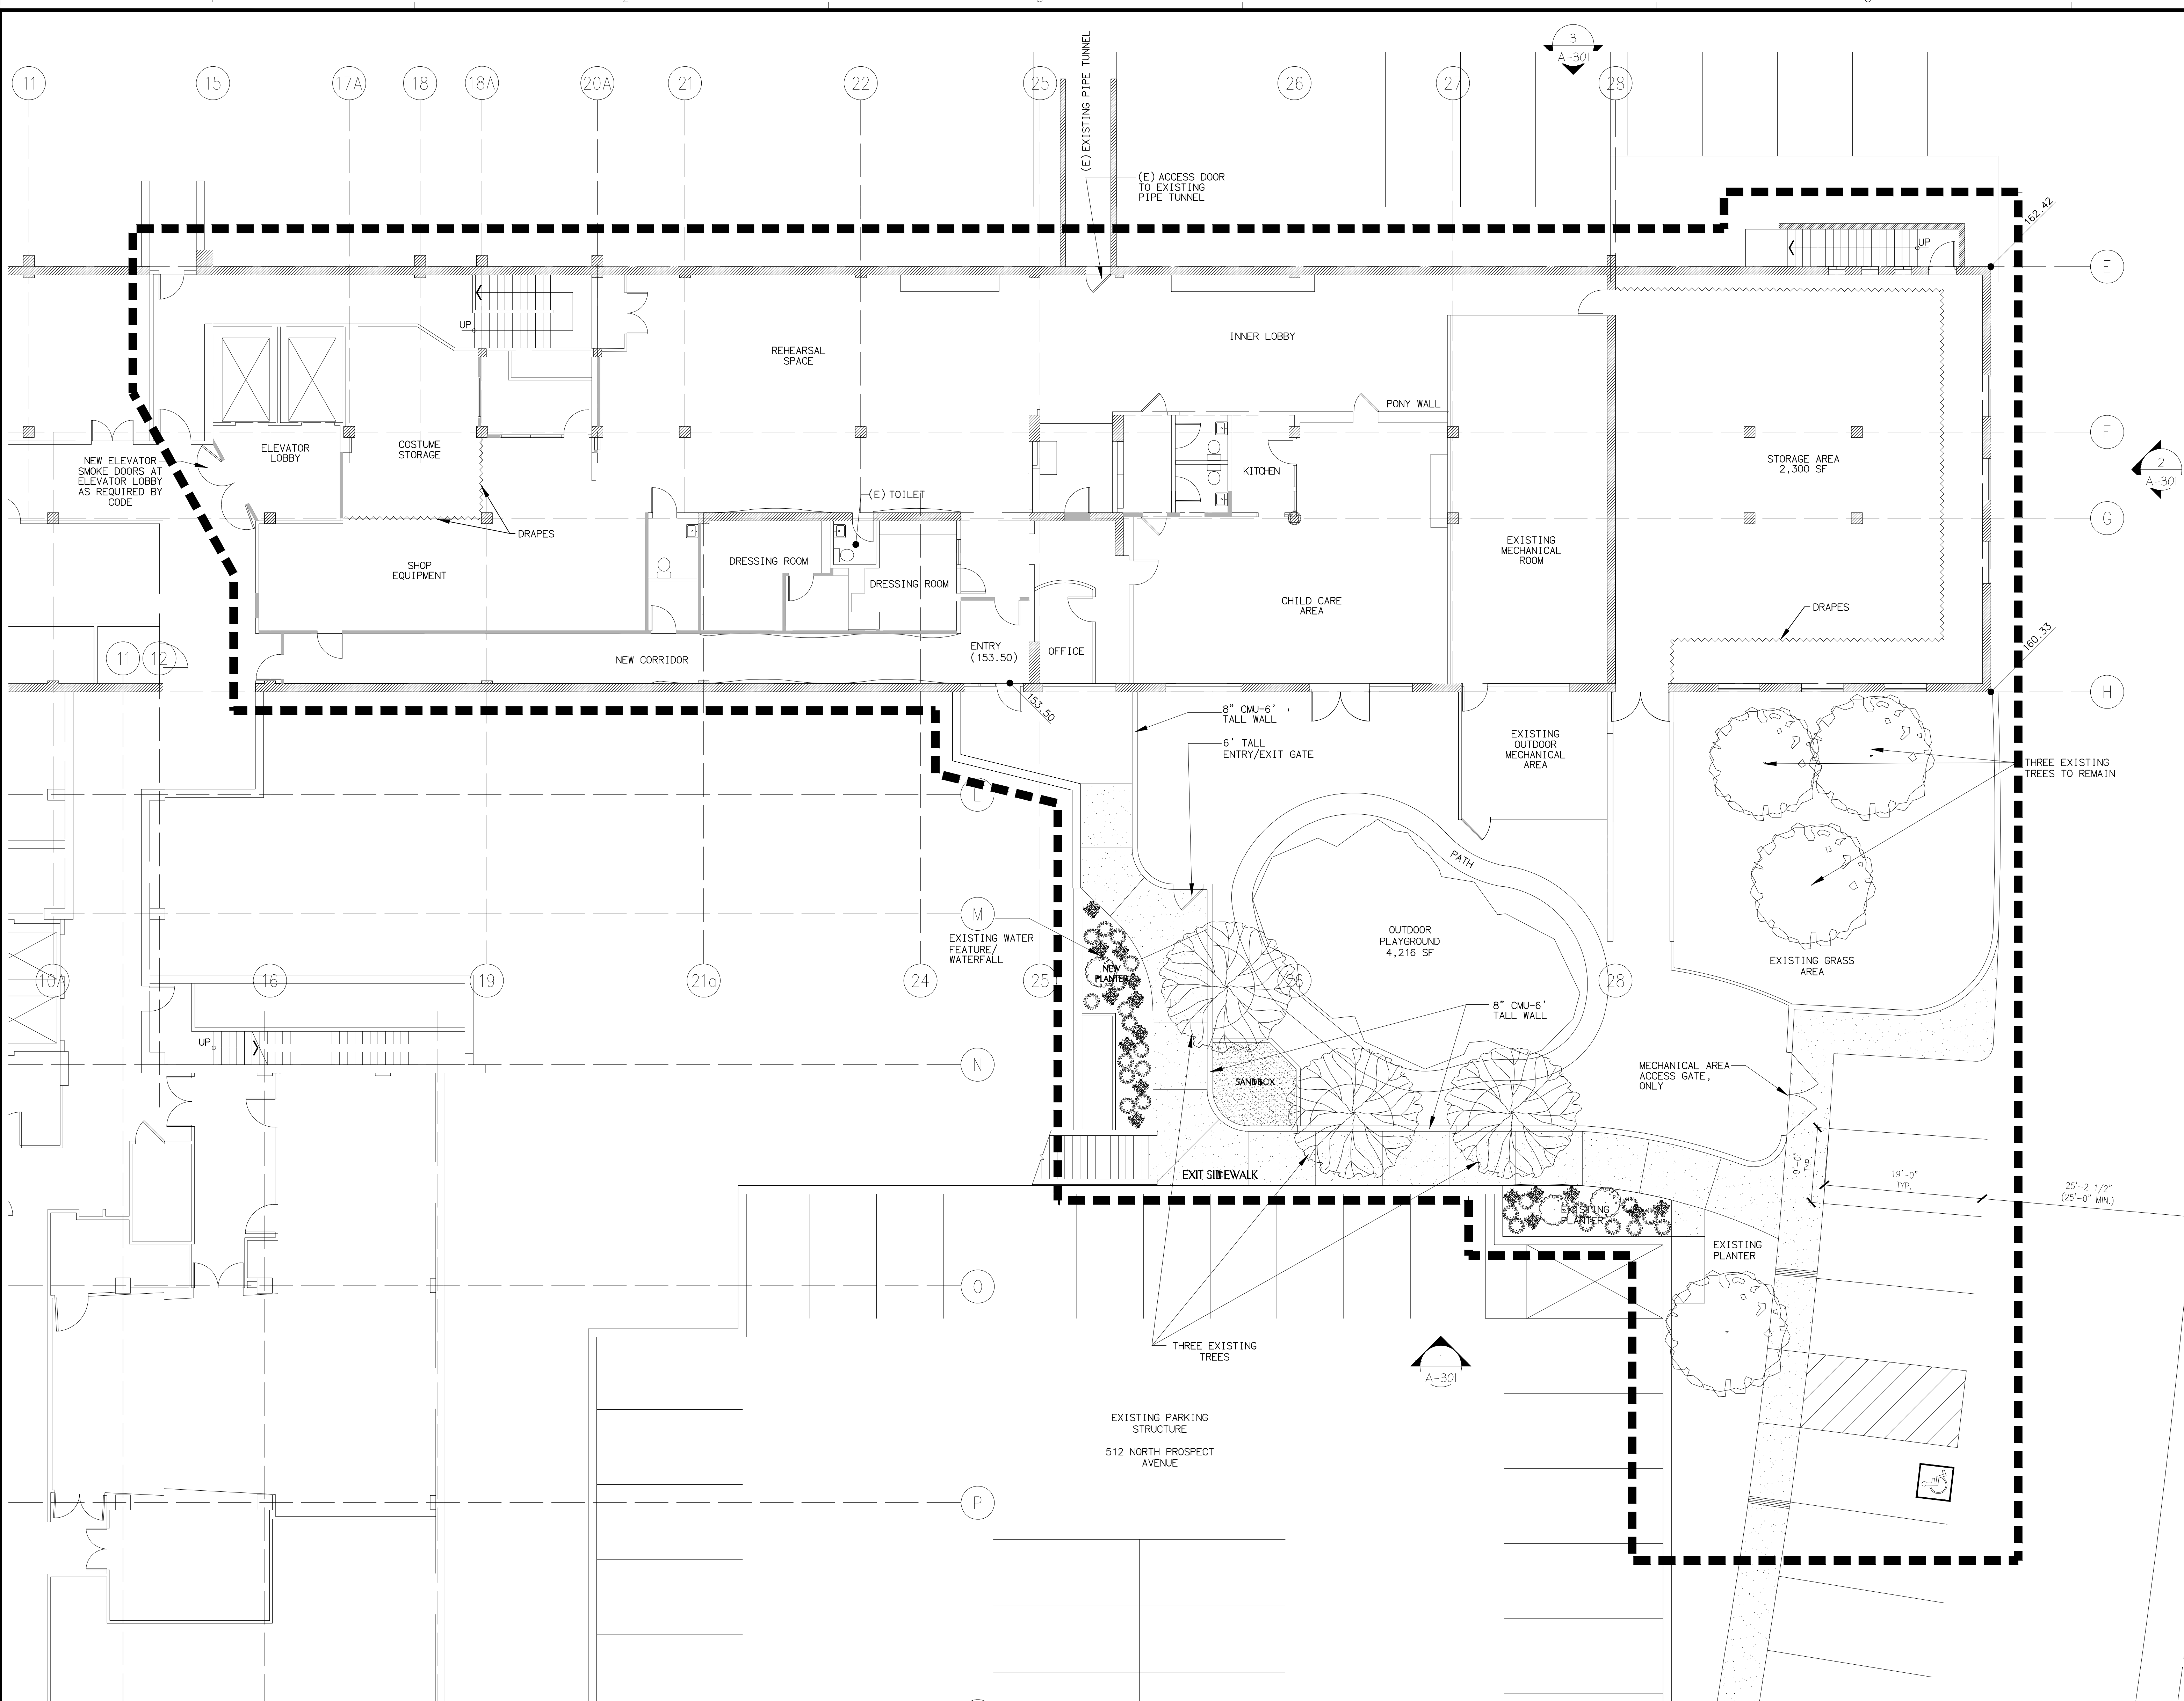 3
A-301
11
15
17A
18
18A
20A
21
22
25
26
27
28
(E) EXISTING PIPE TUNNEL
(E) ACCESS DOOR
TO EXISTING
PIPE TUNNEL
162.42
UP
E
UP
REHEARSAL
SPACE
INNER LOBBY
PONY WALL
F
ELEVATOR
LOBBY
COSTUME
STORAGE
NEW ELEVATOR
SMOKE DOORS AT
ELEVATOR LOBBY
AS REQUIRED BY
CODE
KITCHEN
STORAGE AREA
2,300 SF
2
A-301
(E) TOILET
G
DRAPES
EXISTING
MECHANICAL
ROOM
SHOP
EQUIPMENT
DRESSING ROOM
DRESSING ROOM
CHILD CARE
AREA
DRAPES
160.33
11
12
NEW CORRIDOR
ENTRY
(153.50)
OFFICE
153.50
H
8" CMU-6'
TALL WALL
6' TALL
ENTRY/EXIT GATE
EXISTING
OUTDOOR
MECHANICAL
AREA
THREE EXISTING
TREES TO REMAIN
L
PATH
M
EXISTING WATER
FEATURE/
WATERFALL
OUTDOOR
PLAYGROUND
4,216 SF
EXISTING GRASS
AREA
NEW
PLANTER
10A
16
19
21a
24
25
26
28
8" CMU-6'
TALL WALL
UP
N
SANDBOX
MECHANICAL AREA
ACCESS GATE,
ONLY
9'-0"
TYP.
19'-0"
TYP.
25'-2 1/2"
(25'-0" MIN.)
EXIT SIDEWALK
EXISTING
PLANTER
EXISTING
PLANTER
O
THREE EXISTING
TREES
1
A-301
EXISTING PARKING
STRUCTURE
512 NORTH PROSPECT
AVENUE
P